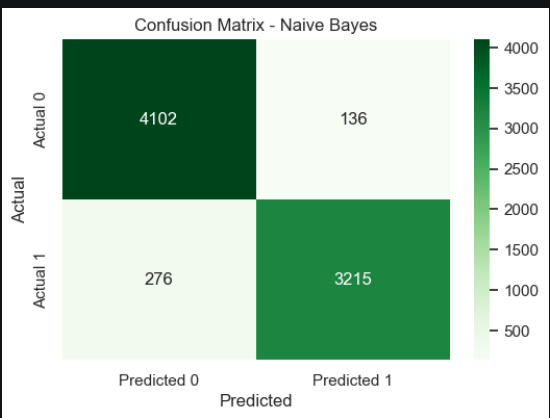 Confusion Matrix - Naive Bayes
4000
Actual 0
4102
136
3500
3000
2500
Actual
2000
Actual 1
276
3215
1500
1000
500
Predicted 0
Predicted 1
Predicted